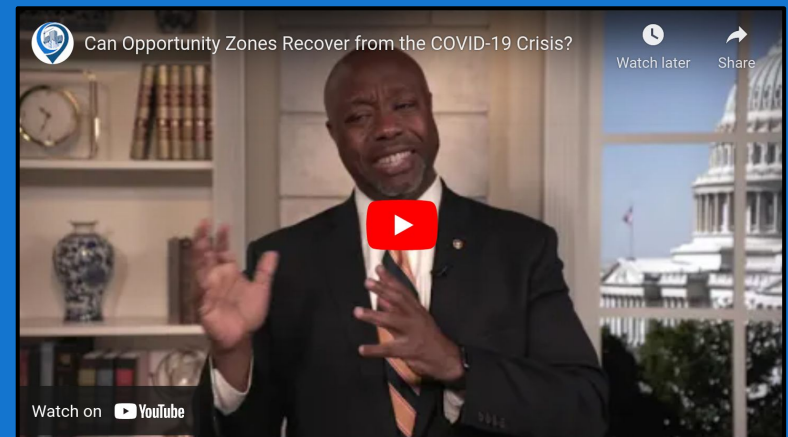 Can Opportunity Zones Recover from the COVID-19 Crisis?
Watch later
Share
Watch on YouTube